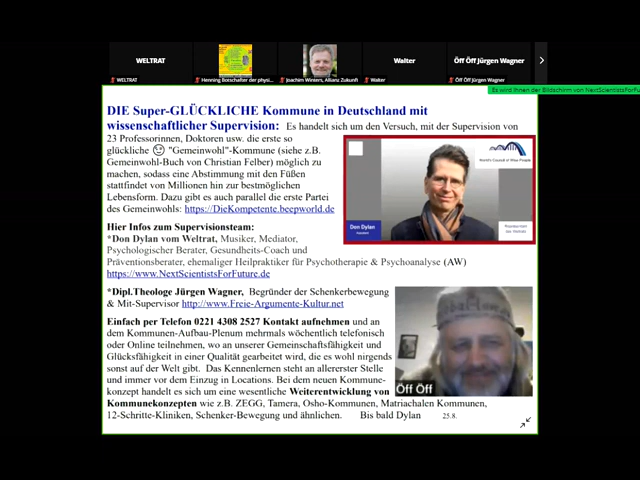 WELTRAT
Walter
Öff Öff Jürgen Wagner
WELTRAT
Henning Botschafter der physi...
Joachim Winters, Allianz Zukunft
Walter
Öff Öff Jürgen Wagner
Es wird Ihnen der Bildschirm von NextScientistsForFu
DIE Super-GLÜCKLICHE Kommune in Deutschland mit
wissenschaftlicher Supervision: Es handelt sich um den Versuch, mit der Supervision von
23 Professorinnen, Doktoren usw. die erste so
glückliche 😉 "Gemeinwohl"-Kommune (siehe z.B.
Gemeinwohl-Buch von Christian Felber) möglich zu
machen, sodass eine Abstimmung mit den Füßen
stattfindet von Millionen hin zur bestmöglichen
Lebensform. Dazu gibt es auch parallel die erste Partei
des Gemeinwohls: https://DieKompetente.beepworld.de
World's Council of Wise People
Don Dylan
Hier Infos zum Supervisionsteam:
*Don Dylan vom Weltrat, Musiker, Mediator,
Psychologischer Berater, Gesundheits-Coach und
Präventionsberater, ehemaliger Heilpraktiker für Psychotherapie & Psychoanalyse (AW)
https://www.NextScientistsForFuture.de
*Dipl.Theologe Jürgen Wagner, Begründer der Schenkerbewegung
& Mit-Supervisor http://www.Freie-Argumente-Kultur.net
Einfach per Telefon 0221 4308 2527 Kontakt aufnehmen und an
dem Kommunen-Aufbau-Plenum mehrmals wöchentlich telefonisch
oder Online teilnehmen, wo an unserer Gemeinschaftsfähigkeit und
Glücksfähigkeit in einer Qualität gearbeitet wird, die es wohl nirgends
sonst auf der Welt gibt. Das Kennenlernen steht an allererster Stelle
und immer vor dem Einzug in Locations. Bei dem neuen Kommune-
konzept handelt es sich um eine wesentliche Weiterentwicklung von
Kommunekonzepten wie z.B. ZEGG, Tamera, Osho-Kommunen, Matriachalen Kommunen,
12-Schritte-Kliniken, Schenker-Bewegung und ähnlichen. Bis bald Dylan 25.8.
Öff Öff